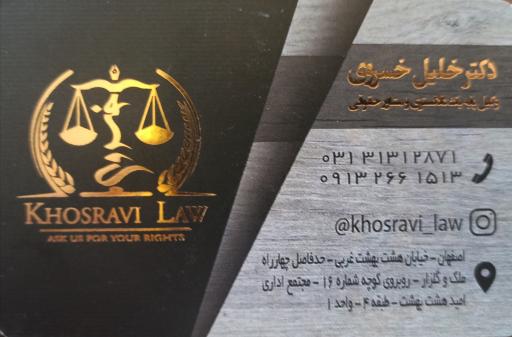 KHOSRAVI LAW
ASK US FOR YOUR RIGHTS
دکتر خلیل خسروی
وکیل پایه یک دادگستری و مشاور حقوقی
۰۳۱ ۳۱۳۱۲۸۷۱
۰۹۱۳ ۲۶۶ ۱۵۱۳
@khosravi_law
اصفهان - خیابان هشت بهشت غربی - حدفاصل چهارراه
ملک و گلزار - روبروی کوچه شماره ۱۶ - مجتمع اداری
امید هشت بهشت - طبقه ۴ - واحد ۱